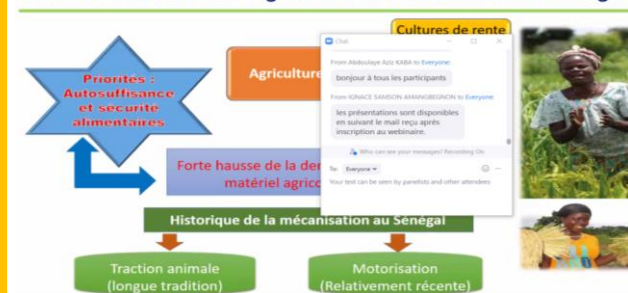 Cultures de rente
Agriculture
Priorités :
Autosuffisance
et sécurité
alimentaires
Chat
From Abdoulaye Aziz KABA to Everyone:
bonjour à tous les participants
From IGNACE SAMSON AMANGBEGNON to Everyone:
les présentations sont disponibles
en suivant le mail reçu après
inscription au webinaire.
Who can see your messages? Recording On
To: Everyone
Your text can be seen by panelists and other attendees
Forte hausse de la
matériel
Historique de la mécanisation au Sénégal
Traction animale
(longue tradition)
Motorisation
(Relativement récente)